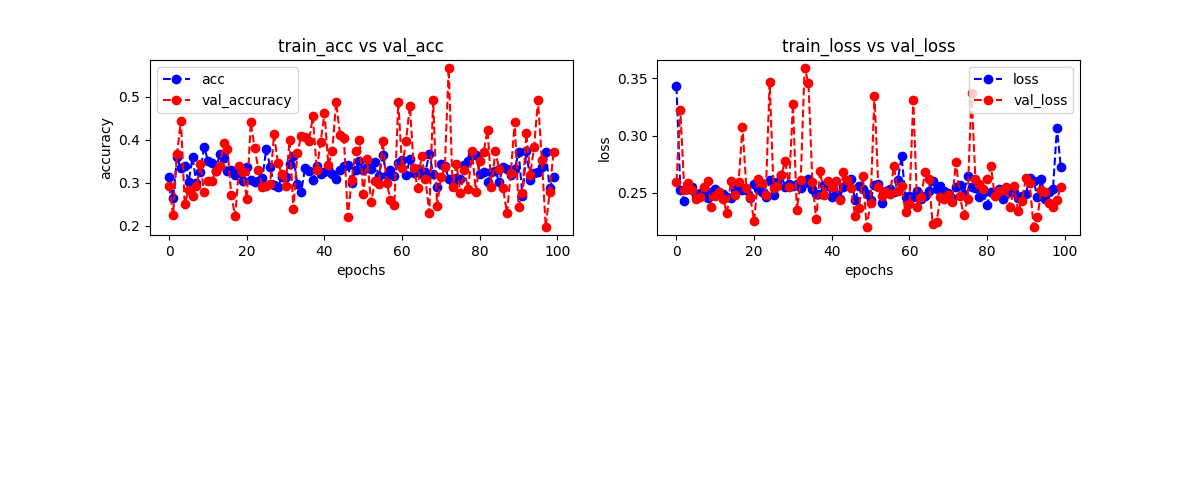 train_acc vs val_acc
acc
val_accuracy
accuracy
0.5
0.4
0.3
0.2
0 20 40 60 80 100
epochs
train_loss vs val_loss
loss
val_loss
loss
0.35
0.30
0.25
0 20 40 60 80 100
epochs